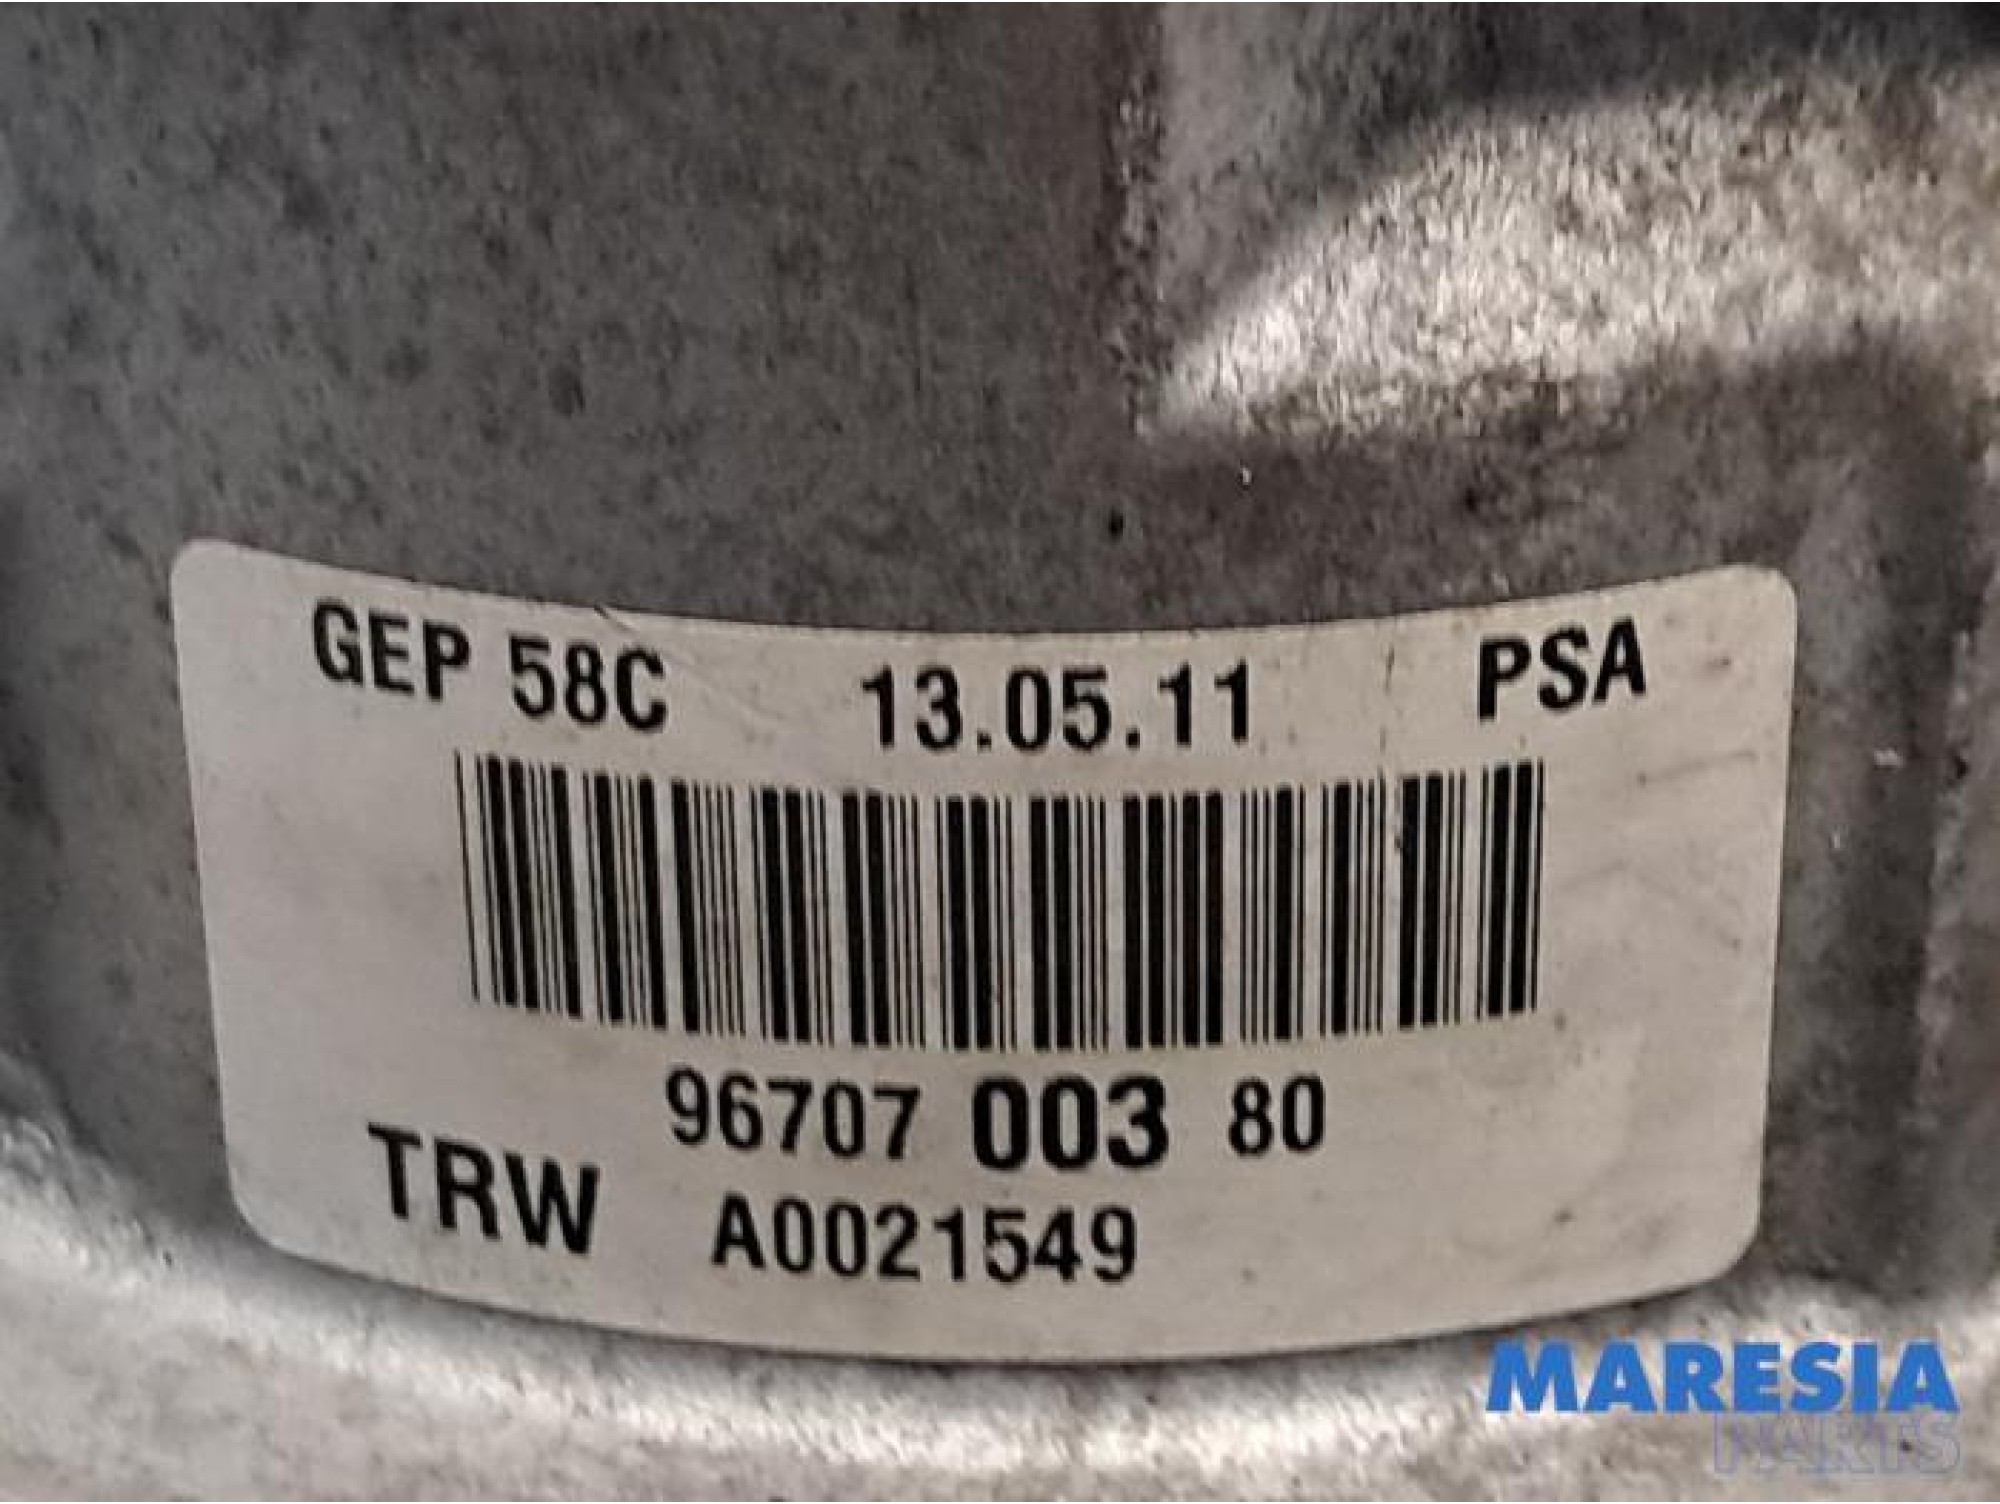 GEP 58C 13.05.11 PSA
96707 003 80
TRW A0021549
MARESIA
PARTS